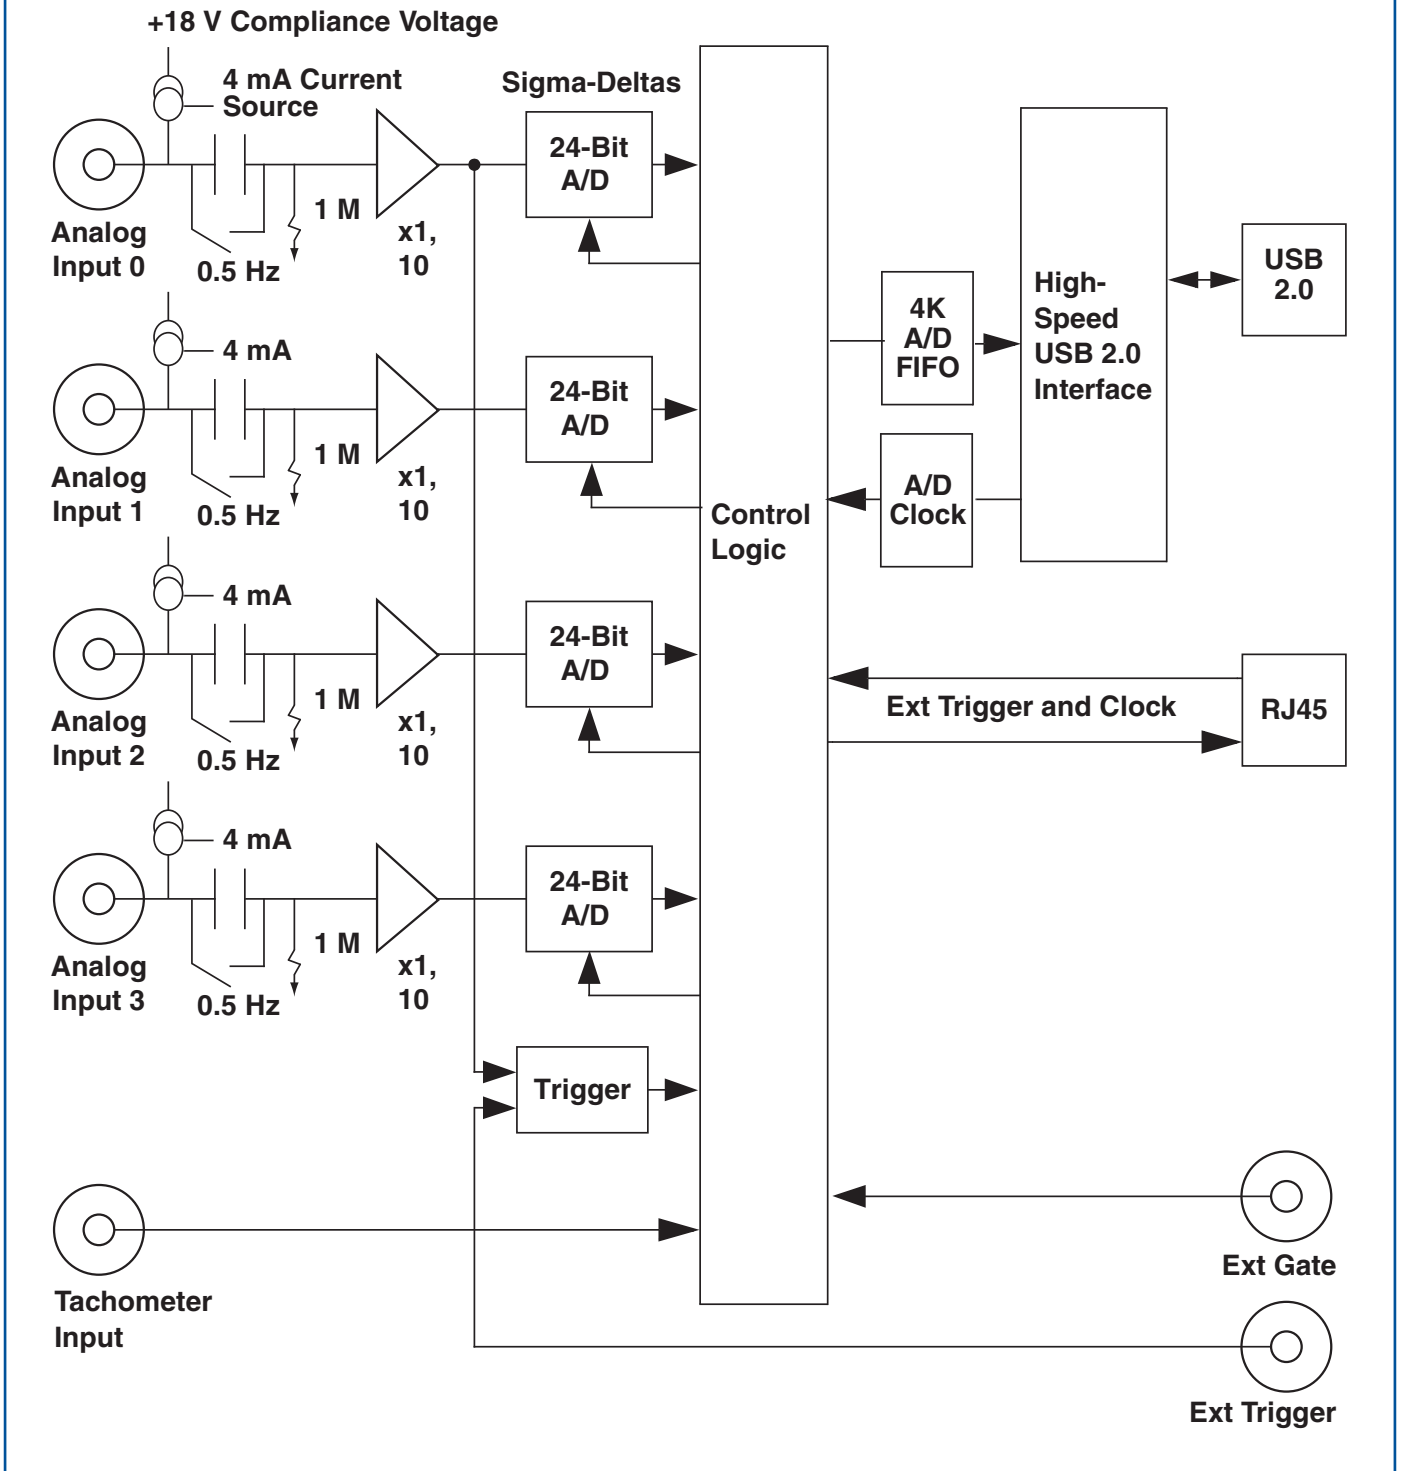 +18 V Compliance Voltage
4 mA Current
Source
Sigma-Deltas
24-Bit
A/D
1 M
x1,
10
Analog
Input 0
0.5 Hz
4 mA
24-Bit
A/D
1 M
x1,
10
Analog
Input 1
0.5 Hz
4 mA
24-Bit
A/D
1 M
x1,
10
Analog
Input 2
0.5 Hz
4 mA
24-Bit
A/D
1 M
x1,
10
Analog
Input 3
0.5 Hz
Trigger
Tachometer
Input
Control
Logic
4K
A/D
FIFO
A/D
Clock
High-
Speed
USB 2.0
Interface
USB
2.0
Ext Trigger and Clock
RJ45
Ext Gate
Ext Trigger